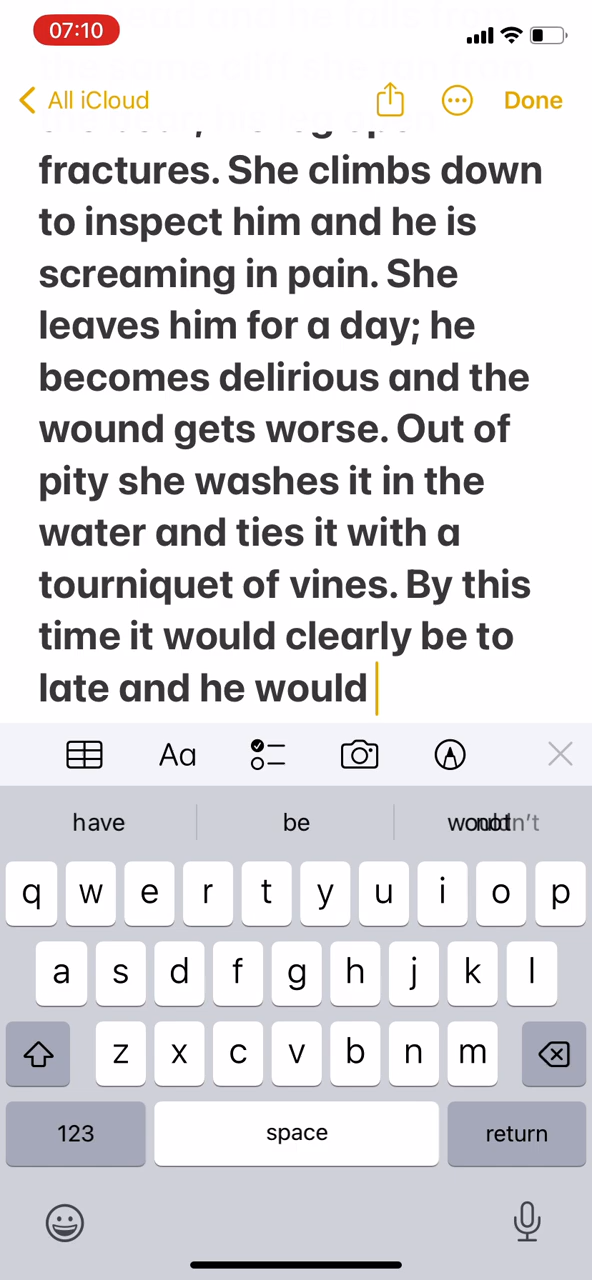 07:10
All iCloud
Done
fractures. She climbs down
to inspect him and he is
screaming in pain. She
leaves him for a day; he
becomes delirious and the
wound gets worse. Out of
pity she washes it in the
water and ties it with a
tourniquet of vines. By this
time it would clearly be to
late and he would
Aa
have be
q w e r t y u i o p
a s d f g h j k l
z x c v b n m
123 space return